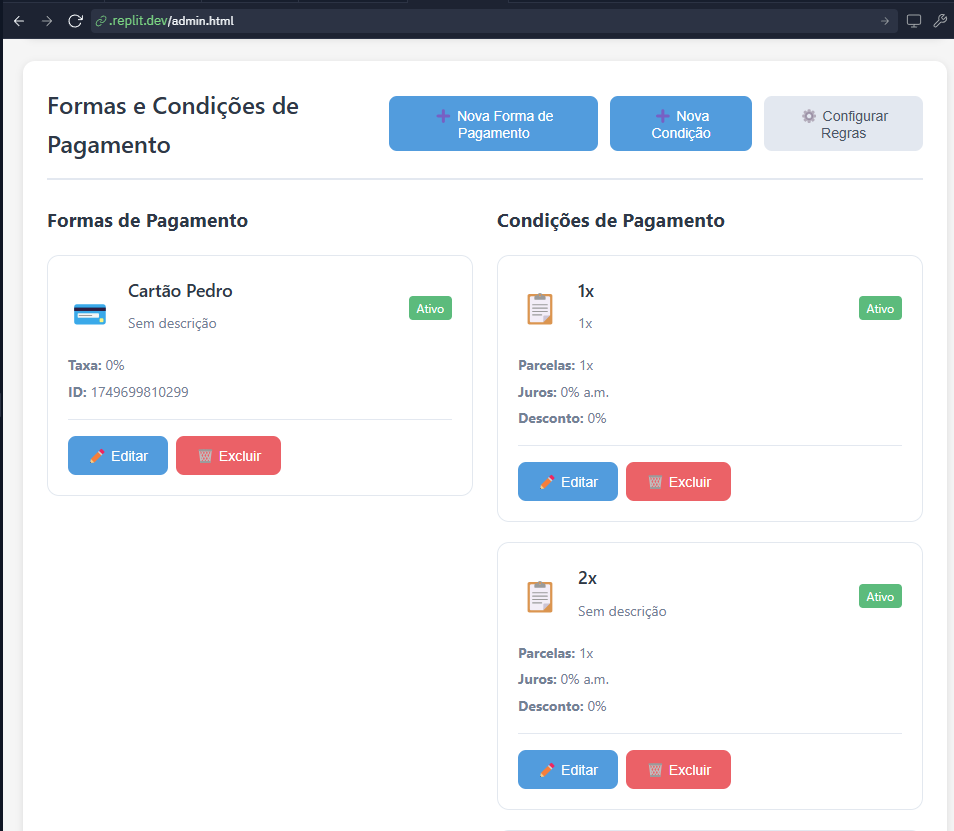 .replit.dev/admin.html
Formas e Condições de
Pagamento
Nova Forma de
Pagamento
Nova
Condição
Configurar
Regras
Formas de Pagamento
Cartão Pedro
Sem descrição
Ativo
Taxa: 0%
ID: 1749699810299
Editar
Excluir
Condições de Pagamento
1x
1x
Ativo
Parcelas: 1x
Juros: 0% a.m.
Desconto: 0%
Editar
Excluir
2x
Sem descrição
Ativo
Parcelas: 1x
Juros: 0% a.m.
Desconto: 0%
Editar
Excluir